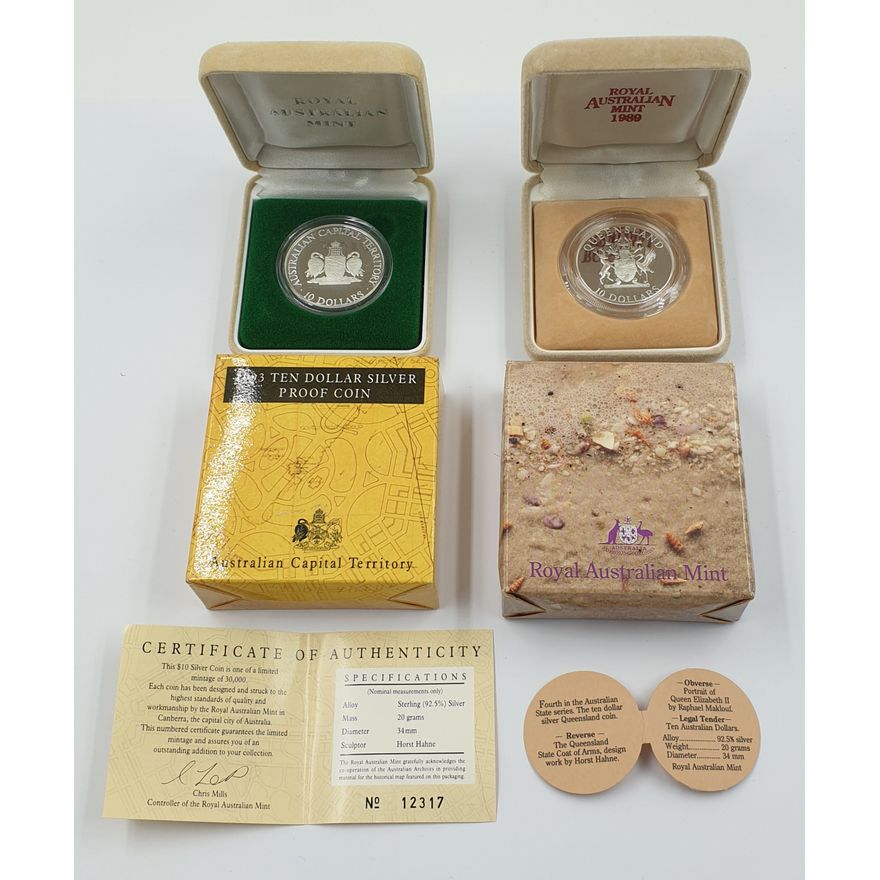 ROYAL
AUSTRALIAN
MINT
ROYAL
AUSTRALIAN
MINT
1989
AUSTRALIAN CAPITAL TERRITORY
· 10 DOLLARS ·
QUEENSLAND
10 DOLLARS
1993 TEN DOLLAR SILVER
PROOF COIN
Australian Capital Territory
AUSTRALIA
Royal Australian Mint
CERTIFICATE OF AUTHENTICITY
This $10 Silver Coin is one of a limited
mintage of 30,000.
Each coin has been designed and struck to the
highest standards of quality and
workmanship by the Royal Australian Mint in
Canberra, the capital city of Australia.
This numbered certificate guarantees the limited
mintage and assures you of an
outstanding addition to your collection.
Chris Mills
Controller of the Royal Australian Mint
SPECIFICATIONS
(Nominal measurements only)
Alloy Sterling (92.5%) Silver
Mass 20 grams
Diameter 34mm
Sculptor Horst Hahne
The Royal Australian Mint gratefully acknowledges the
co-operation of the Australian Archives in providing
material for the historical map featured on this packaging.
Nº 12317
Fourth in the Australian
State series. The ten dollar
silver Queensland coin.
— Reverse —
The Queensland
State Coat of Arms, design
work by Horst Hahne.
— Obverse —
Portrait of
Queen Elizabeth II
by Raphael Maklouf.
— Legal Tender —
Ten Australian Dollars.
Alloy............. 92.5% silver
Weight............ 20 grams
Diameter........... 34 mm
Royal Australian Mint